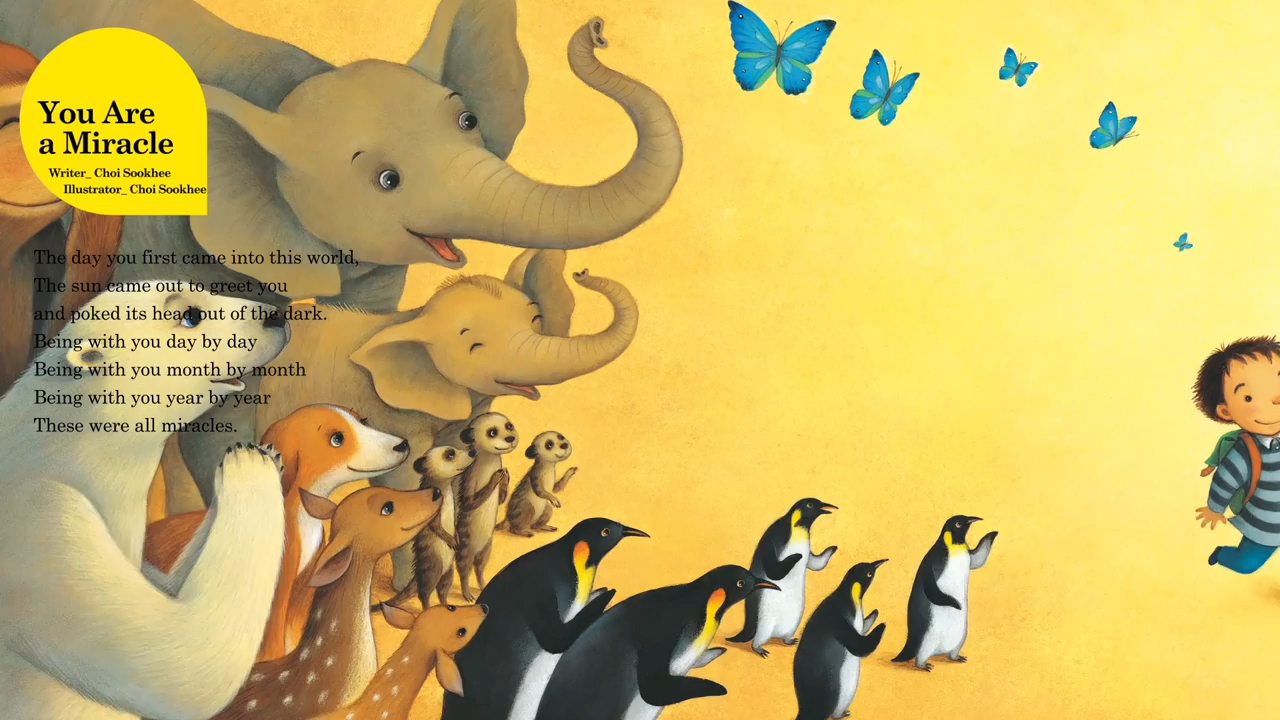 You Are
a Miracle
Writer_ Choi Sookhee
Illustrator_ Choi Sookhee
The day you first came into this world,
The sun came out to greet you
and poked its head out of the dark.
Being with you day by day
Being with you month by month
Being with you year by year
These were all miracles.